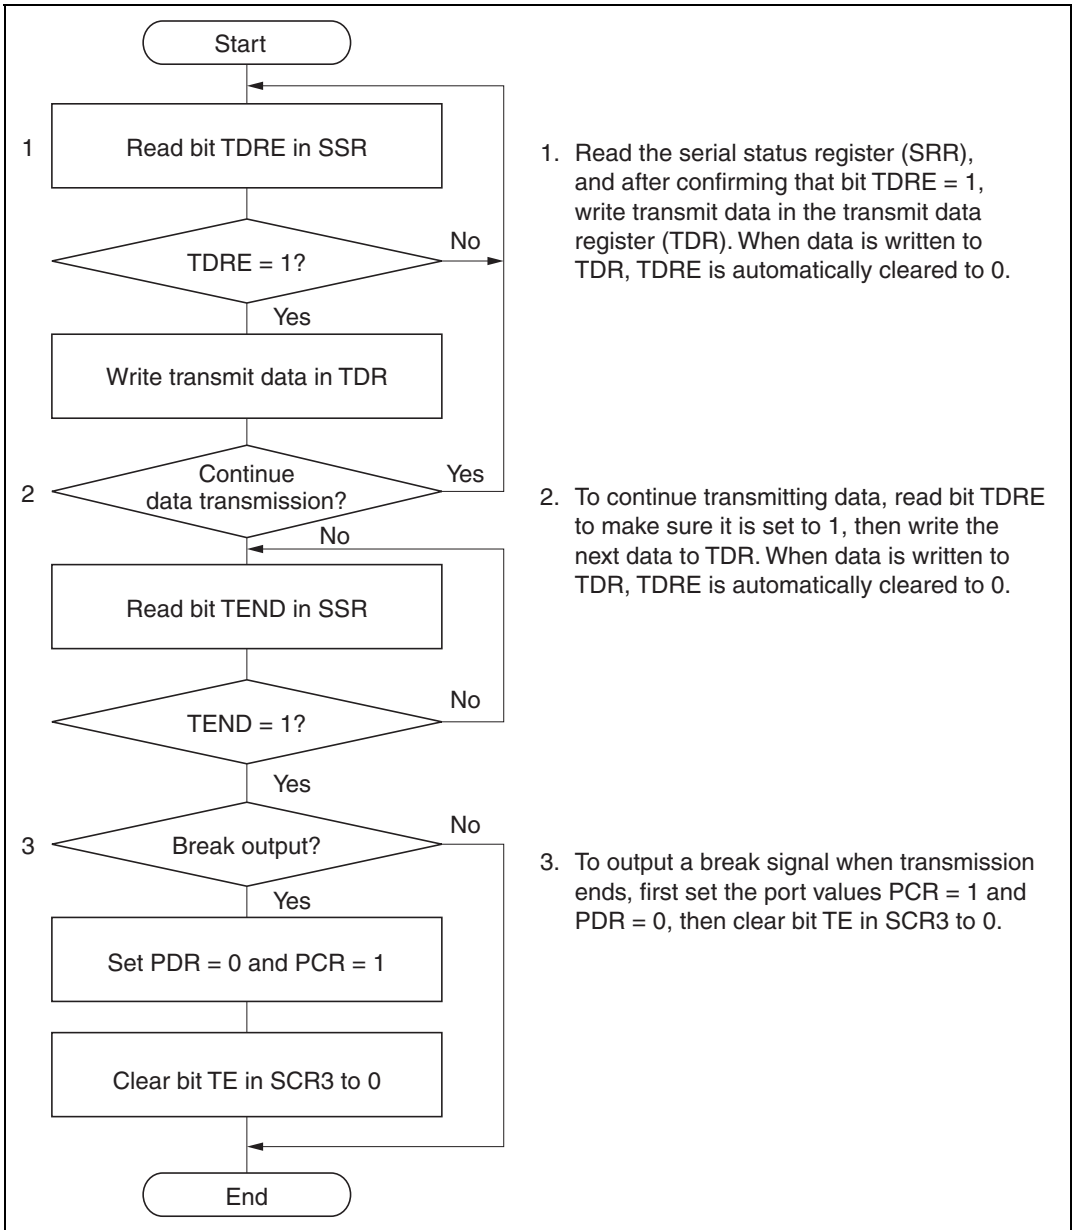 Start
1
Read bit TDRE in SSR
TDRE = 1?
No
Yes
Write transmit data in TDR
2
Continue
data transmission?
Yes
No
Read bit TEND in SSR
TEND = 1?
No
Yes
3
Break output?
No
Yes
Set PDR = 0 and PCR = 1
Clear bit TE in SCR3 to 0
End
1. Read the serial status register (SRR),
and after confirming that bit TDRE = 1,
write transmit data in the transmit data
register (TDR). When data is written to
TDR, TDRE is automatically cleared to 0.
2. To continue transmitting data, read bit TDRE
to make sure it is set to 1, then write the
next data to TDR. When data is written to
TDR, TDRE is automatically cleared to 0.
3. To output a break signal when transmission
ends, first set the port values PCR = 1 and
PDR = 0, then clear bit TE in SCR3 to 0.